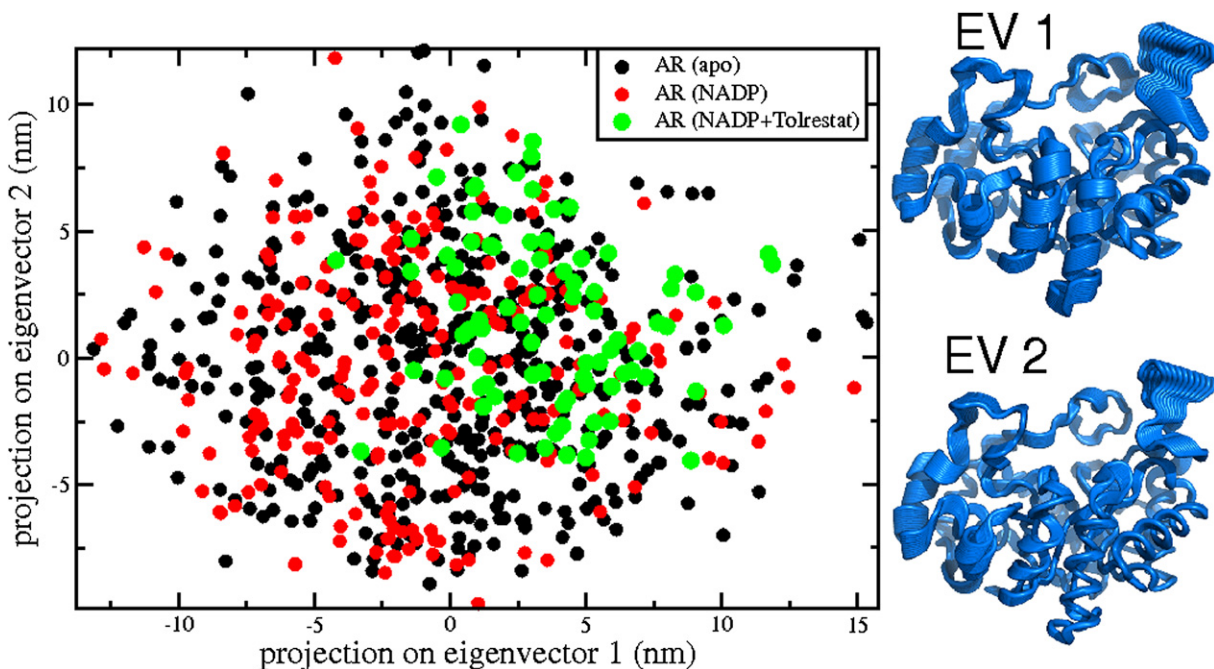 EV 1
AR (apo)
AR (NADP)
AR (NADP+Tolrestat)
projection on eigenvector 2 (nm)
10
5
0
-5
-10
-5
0
5
10
15
projection on eigenvector 1 (nm)
EV 2